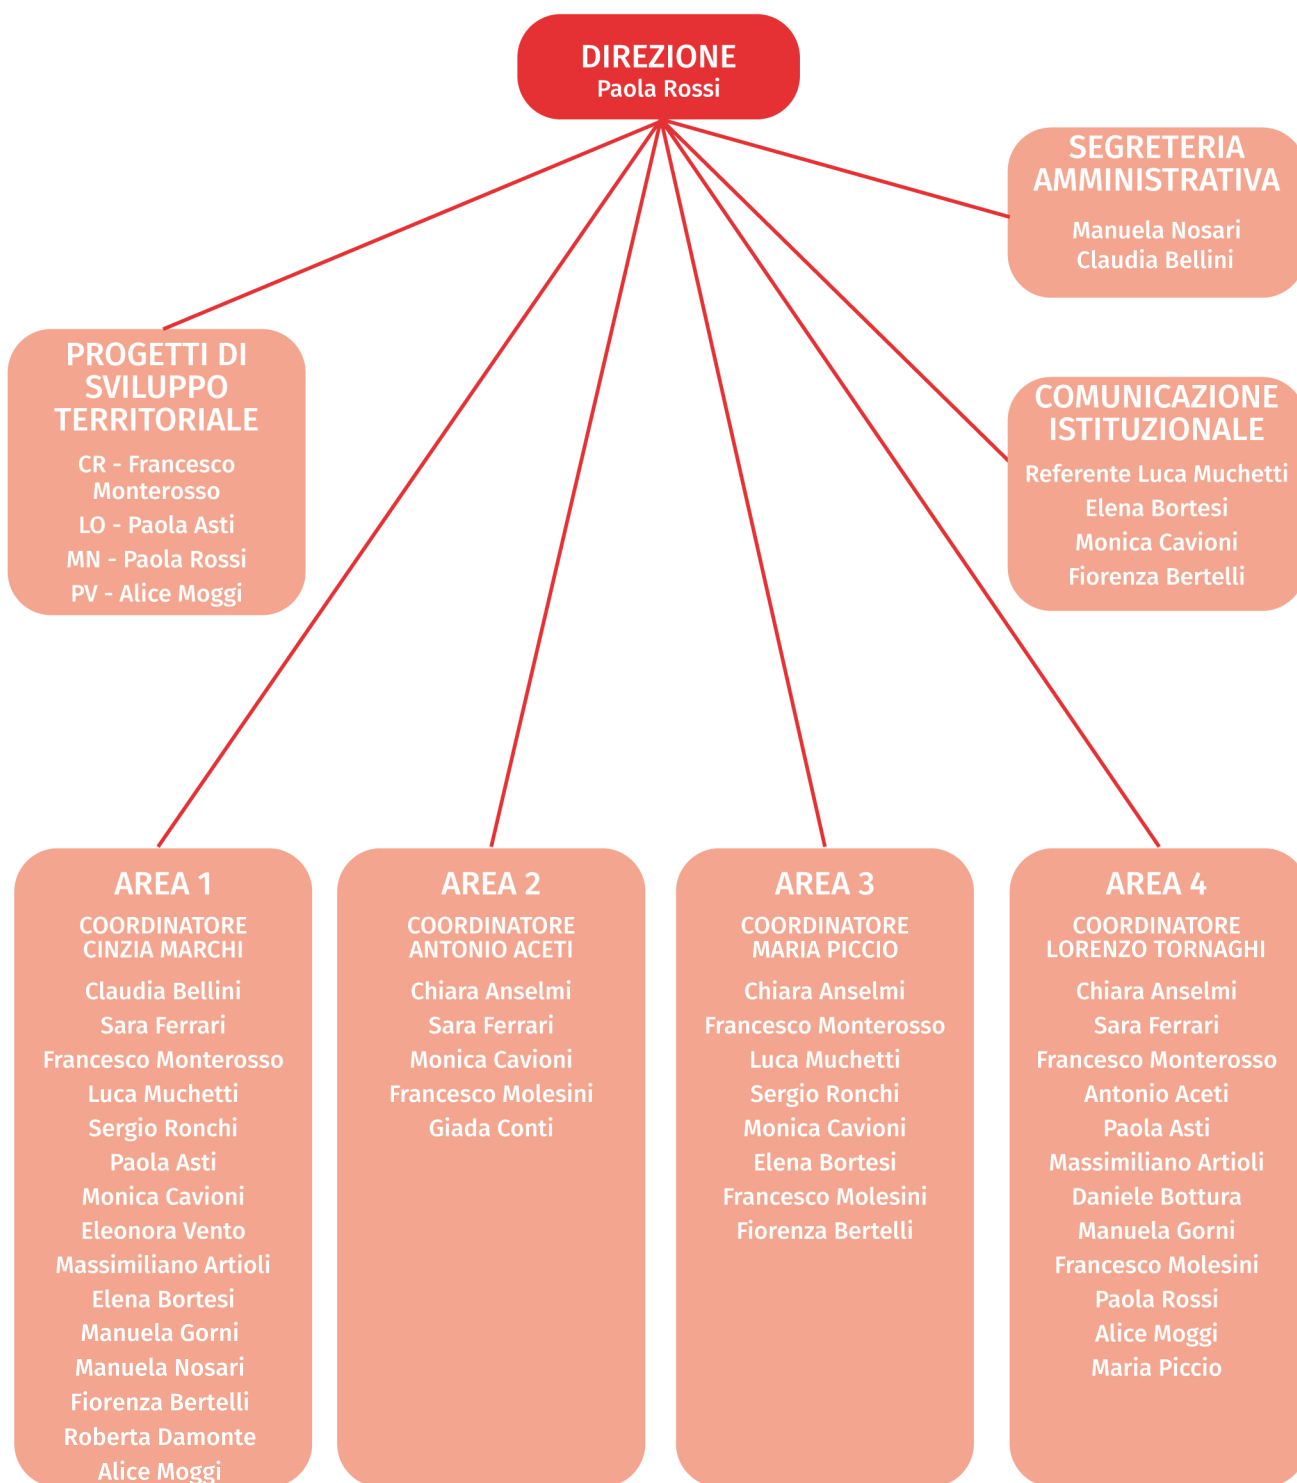 DIREZIONE
Paola Rossi
SEGRETERIA
AMMINISTRATIVA
Manuela Nosari
Claudia Bellini
PROGETTI DI
SVILUPPO
TERRITORIALE
CR - Francesco
Monterosso
LO - Paola Asti
MN - Paola Rossi
PV - Alice Moggi
COMUNICAZIONE
ISTITUZIONALE
Referente Luca Muchetti
Elena Bortesi
Monica Cavioni
Fiorenza Bertelli
AREA 1
COORDINATORE
CINZIA MARCHI
Claudia Bellini
Sara Ferrari
Francesco Monterosso
Luca Muchetti
Sergio Ronchi
Paola Asti
Monica Cavioni
Eleonora Vento
Massimiliano Artioli
Elena Bortesi
Manuela Gorni
Manuela Nosari
Fiorenza Bertelli
Roberta Damonte
Alice Moggi
AREA 2
COORDINATORE
ANTONIO ACETI
Chiara Anselmi
Sara Ferrari
Monica Cavioni
Francesco Molesini
Giada Conti
AREA 3
COORDINATORE
MARIA PICCIO
Chiara Anselmi
Francesco Monterosso
Luca Muchetti
Sergio Ronchi
Monica Cavioni
Elena Bortesi
Francesco Molesini
Fiorenza Bertelli
AREA 4
COORDINATORE
LORENZO TORNAGHI
Chiara Anselmi
Sara Ferrari
Francesco Monterosso
Antonio Aceti
Paola Asti
Massimiliano Artioli
Daniele Bottura
Manuela Gorni
Francesco Molesini
Paola Rossi
Alice Moggi
Maria Piccio